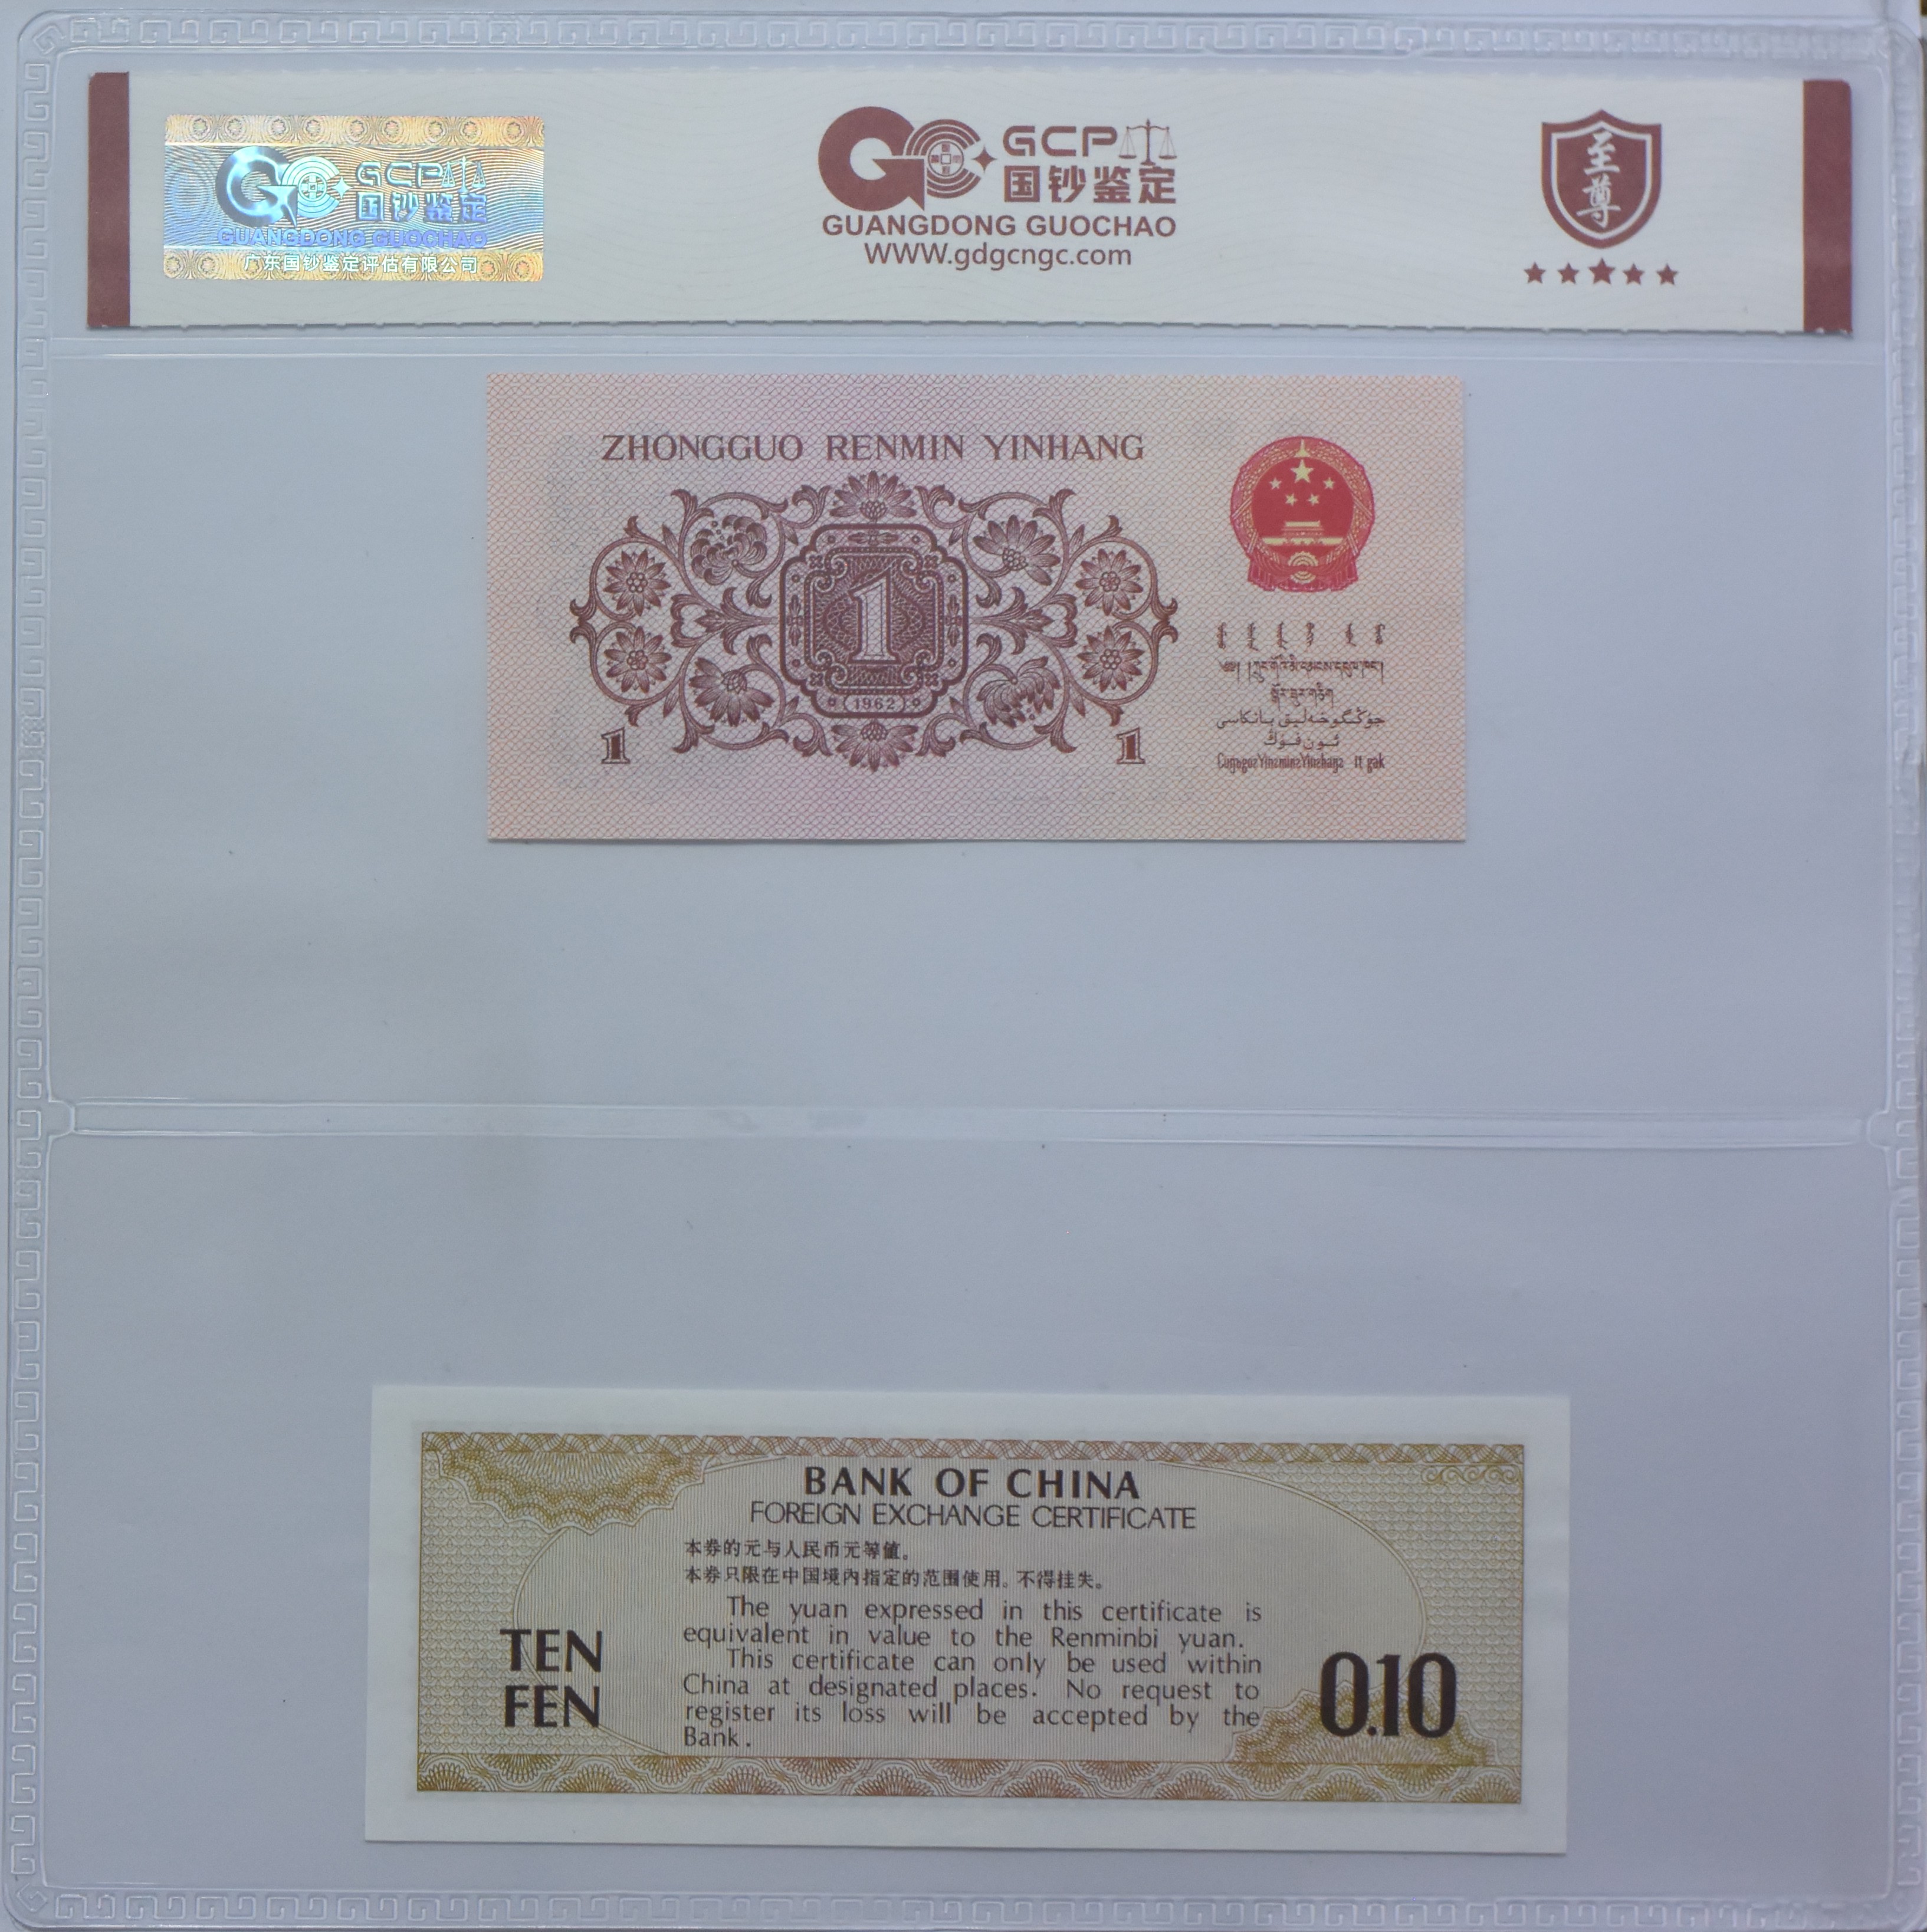 GCP
国钞鉴定
GUANGDONG GUOCHAO
广东国钞鉴定评估有限公司
GCP
国钞鉴定
GUANGDONG GUOCHAO
WWW.gdgcngc.com
至尊
ZHONGGUO RENMIN YINHANG
1
(1962)
1
1
جۇڭگو خەلىق بانكاسى
ئون فۇڭ
BANK OF CHINA
FOREIGN EXCHANGE CERTIFICATE
本券的元与人民币元等值。
本券只限在中国境内指定的范围使用。不得挂失。
The yuan expressed in this certificate is
equivalent in value to the Renminbi yuan.
This certificate can only be used within
China at designated places. No request to
register its loss will be accepted by the
Bank.
TEN
FEN
0.10